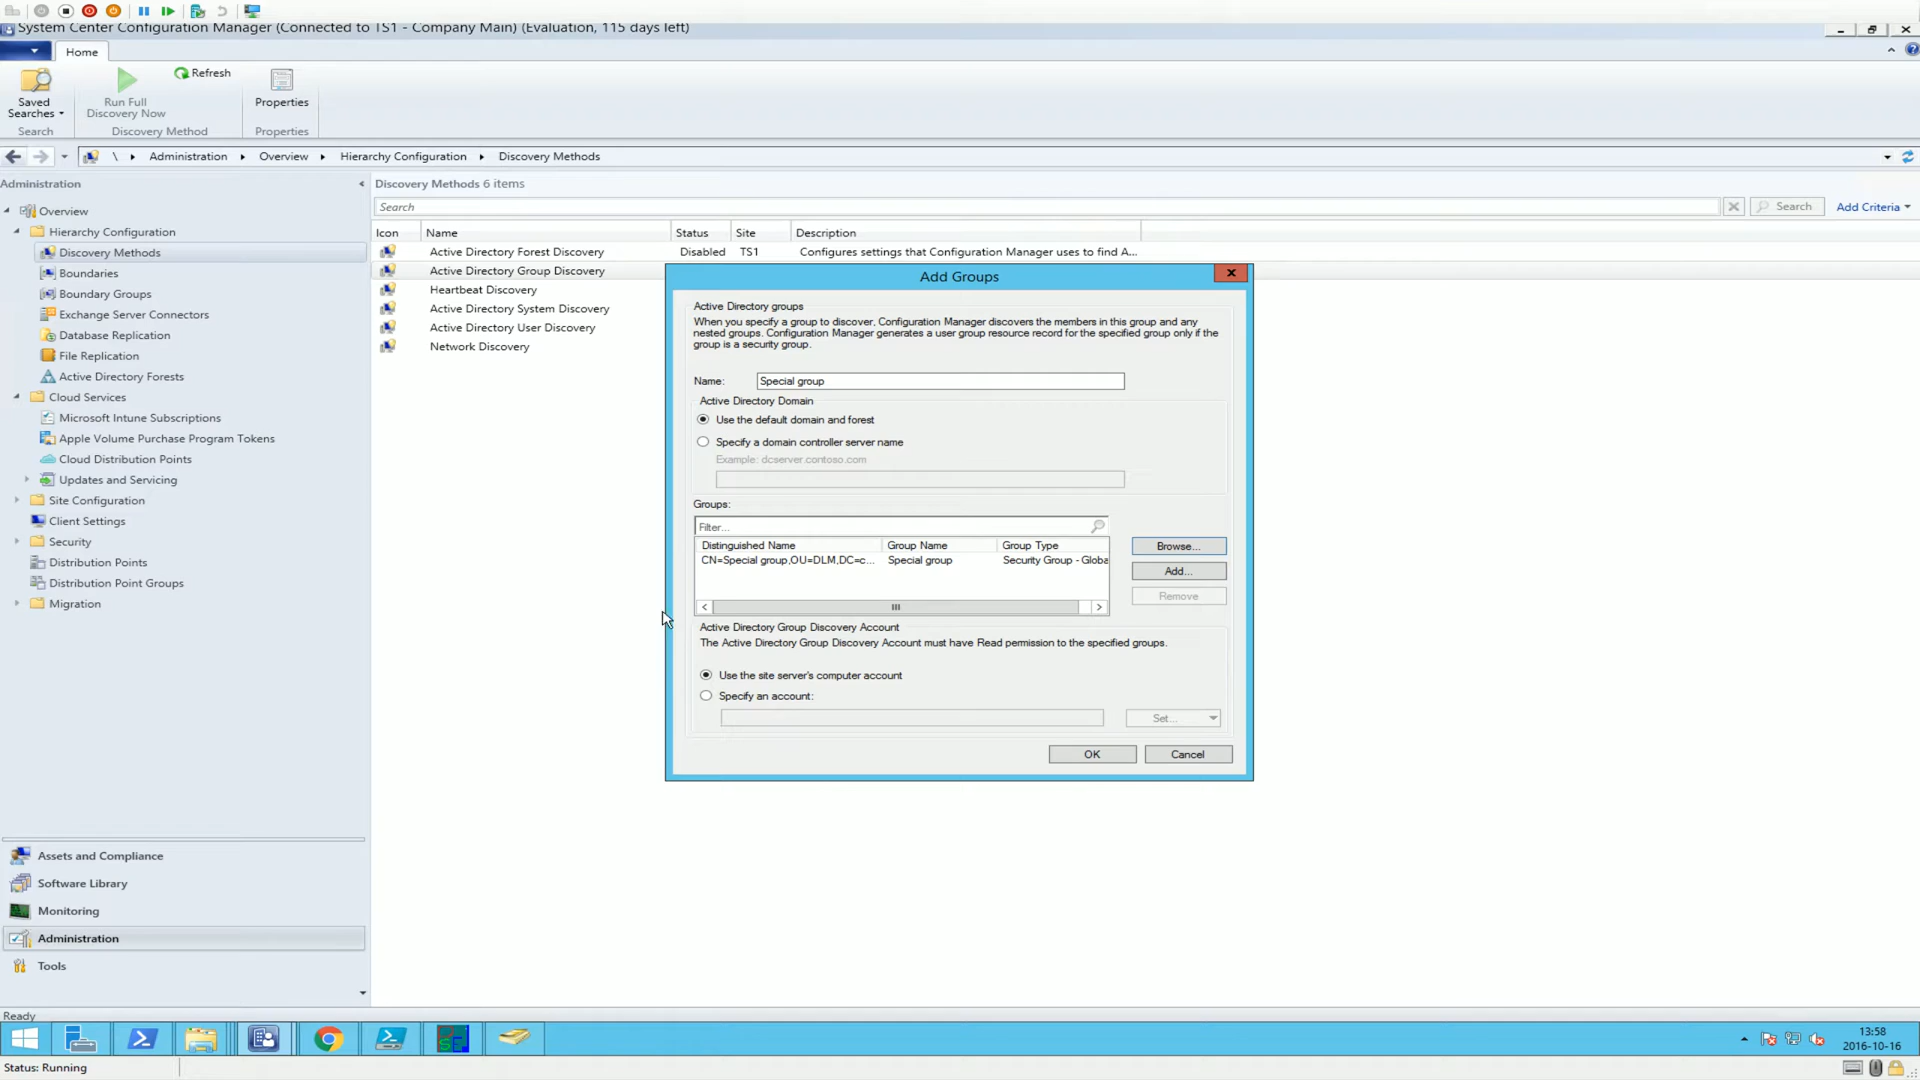 System Center Configuration Manager (Connected to TS1 - Company Main) (Evaluation, 115 days left)
Home
Saved
Searches
Search
Run Full
Discovery Now
Refresh
Discovery Method
Properties
Properties
\ Administration Overview Hierarchy Configuration Discovery Methods
Administration
Overview
Hierarchy Configuration
Discovery Methods
Boundaries
Boundary Groups
Exchange Server Connectors
Database Replication
File Replication
Active Directory Forests
Cloud Services
Microsoft Intune Subscriptions
Apple Volume Purchase Program Tokens
Cloud Distribution Points
Updates and Servicing
Site Configuration
Client Settings
Security
Distribution Points
Distribution Point Groups
Migration
Assets and Compliance
Software Library
Monitoring
Administration
Tools
Discovery Methods 6 items
Search
Search
Add Criteria
Icon Name Status Site Description
Active Directory Forest Discovery Disabled TS1 Configures settings that Configuration Manager uses to find A...
Active Directory Group Discovery
Heartbeat Discovery
Active Directory System Discovery
Active Directory User Discovery
Network Discovery
Add Groups
Active Directory groups
When you specify a group to discover, Configuration Manager discovers the members in this group and any
nested groups. Configuration Manager generates a user group resource record for the specified group only if the
group is a security group.
Name: Special group
Active Directory Domain
Use the default domain and forest
Specify a domain controller server name
Example: dcserver.contoso.com
Groups:
Filter...
Distinguished Name Group Name Group Type
CN=Special group,OU=DLM,DC=c... Special group Security Group - Globa
Browse...
Add...
Remove
Active Directory Group Discovery Account
The Active Directory Group Discovery Account must have Read permission to the specified groups.
Use the site server's computer account
Specify an account:
Set...
OK
Cancel
Ready
13:58
2016-10-16
Status: Running